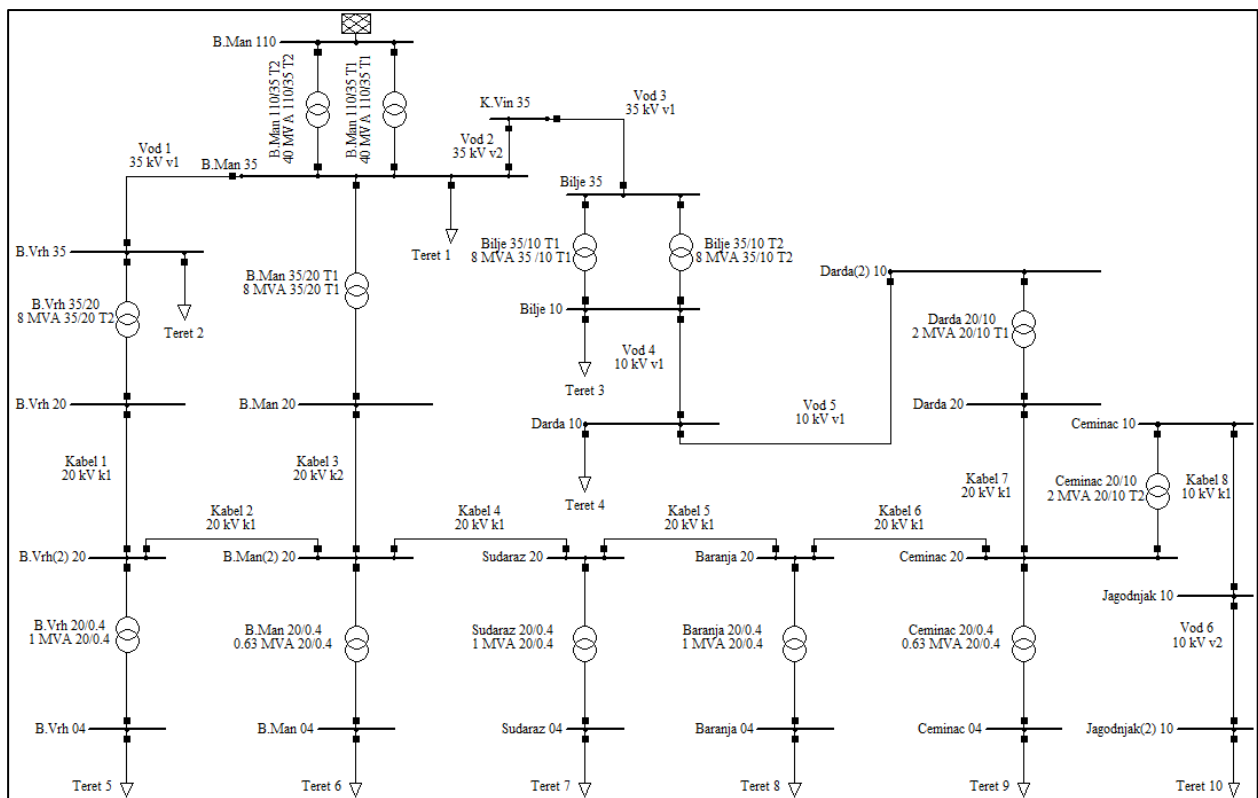 B.Man 110
B.Man 110/35 T2
40 MVA 110/35 T2
B.Man 110/35 T1
40 MVA 110/35 T1
K.Vin 35
Vod 3
35 kV v1
Vod 2
35 kV v2
Vod 1
35 kV v1
B.Man 35
Bilje 35
B.Vrh 35
Teret 1
Bilje 35/10 T1
8 MVA 35 /10 T1
Bilje 35/10 T2
8 MVA 35/10 T2
B.Man 35/20 T1
8 MVA 35/20 T1
Darda(2) 10
B.Vrh 35/20
8 MVA 35/20 T2
Teret 2
Bilje 10
Darda 20/10
2 MVA 20/10 T1
Vod 4
10 kV v1
Teret 3
B.Vrh 20
B.Man 20
Vod 5
10 kV v1
Darda 20
Darda 10
Ceminac 10
Kabel 1
20 kV k1
Kabel 3
20 kV k2
Teret 4
Kabel 7
20 kV k1
Ceminac 20/10
2 MVA 20/10 T2
Kabel 8
10 kV k1
Kabel 2
20 kV k1
Kabel 4
20 kV k1
Kabel 5
20 kV k1
Kabel 6
20 kV k1
B.Vrh(2) 20
B.Man(2) 20
Sudaraz 20
Baranja 20
Ceminac 20
Jagodnjak 10
B.Vrh 20/0.4
1 MVA 20/0.4
B.Man 20/0.4
0.63 MVA 20/0.4
Sudaraz 20/0.4
1 MVA 20/0.4
Baranja 20/0.4
1 MVA 20/0.4
Ceminac 20/0.4
0.63 MVA 20/0.4
Vod 6
10 kV v2
B.Vrh 04
B.Man 04
Sudaraz 04
Baranja 04
Ceminac 04
Jagodnjak(2) 10
Teret 5
Teret 6
Teret 7
Teret 8
Teret 9
Teret 10